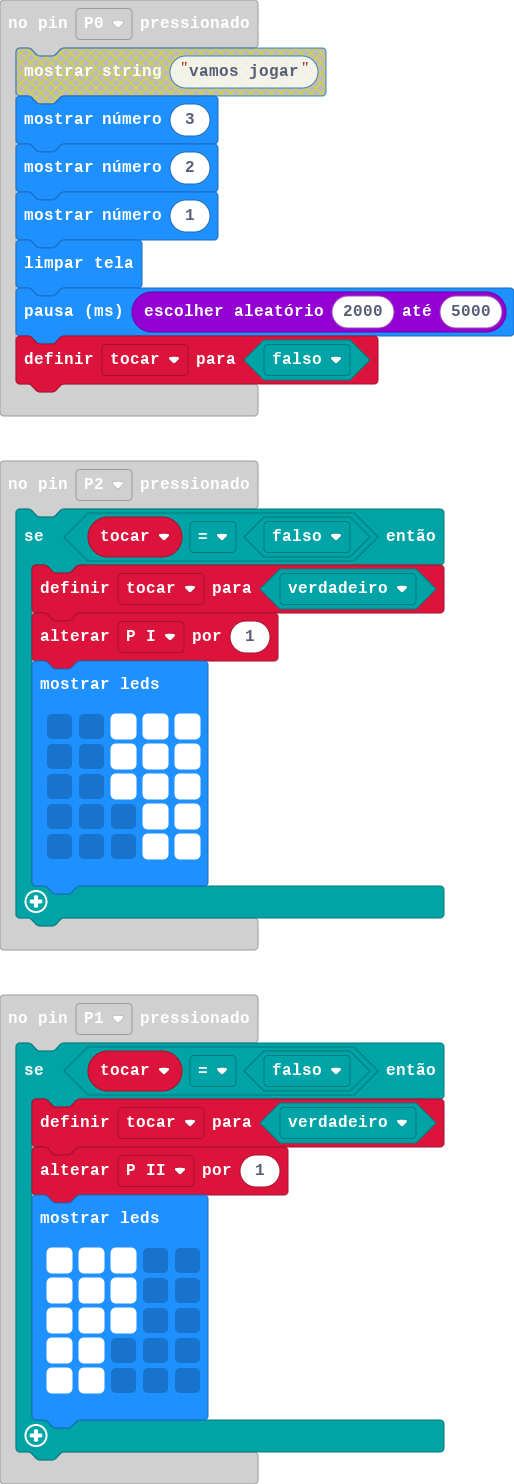 no pin P0 pressionado
mostrar string "vamos jogar"
mostrar número 3
mostrar número 2
mostrar número 1
limpar tela
pausa (ms) escolher aleatório 2000 até 5000
definir tocar para falso
no pin P2 pressionado
se tocar = falso então
definir tocar para verdadeiro
alterar P I por 1
mostrar leds
no pin P1 pressionado
se tocar = falso então
definir tocar para verdadeiro
alterar P II por 1
mostrar leds